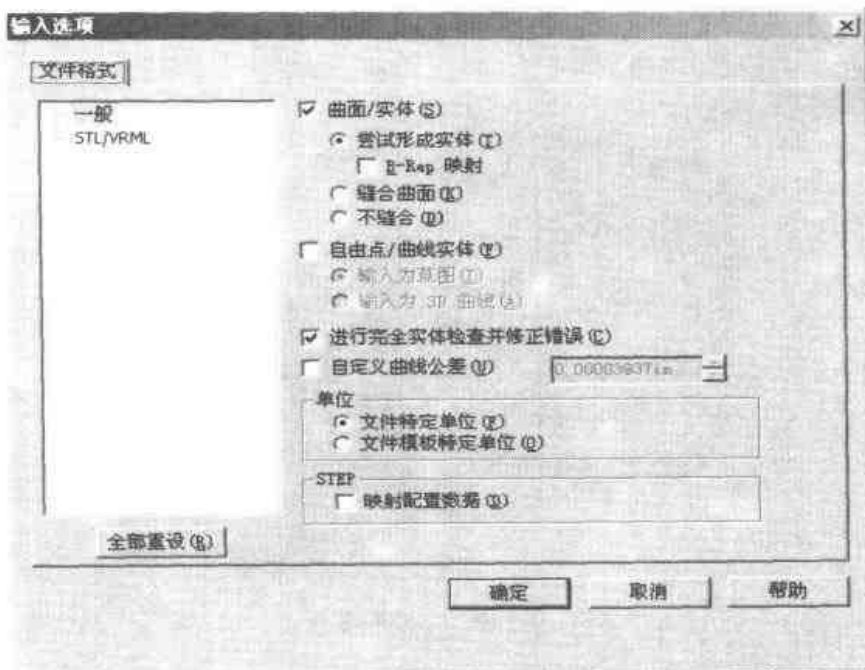 输入选项
文件格式
一般
STL/VRML
曲面/实体(S)
尝试形成实体(T)
B-Rep 映射
缝合曲面(K)
不缝合(D)
自由点/曲线实体(F)
输入为草图(I)
输入为 3D 曲线(A)
进行完全实体检查并修正错误(C)
自定义曲线公差(U)
0.00003937in
单位
文件特定单位(F)
文件模板特定单位(O)
STEP
映射配置数据(S)
全部重设(R)
确定
取消
帮助